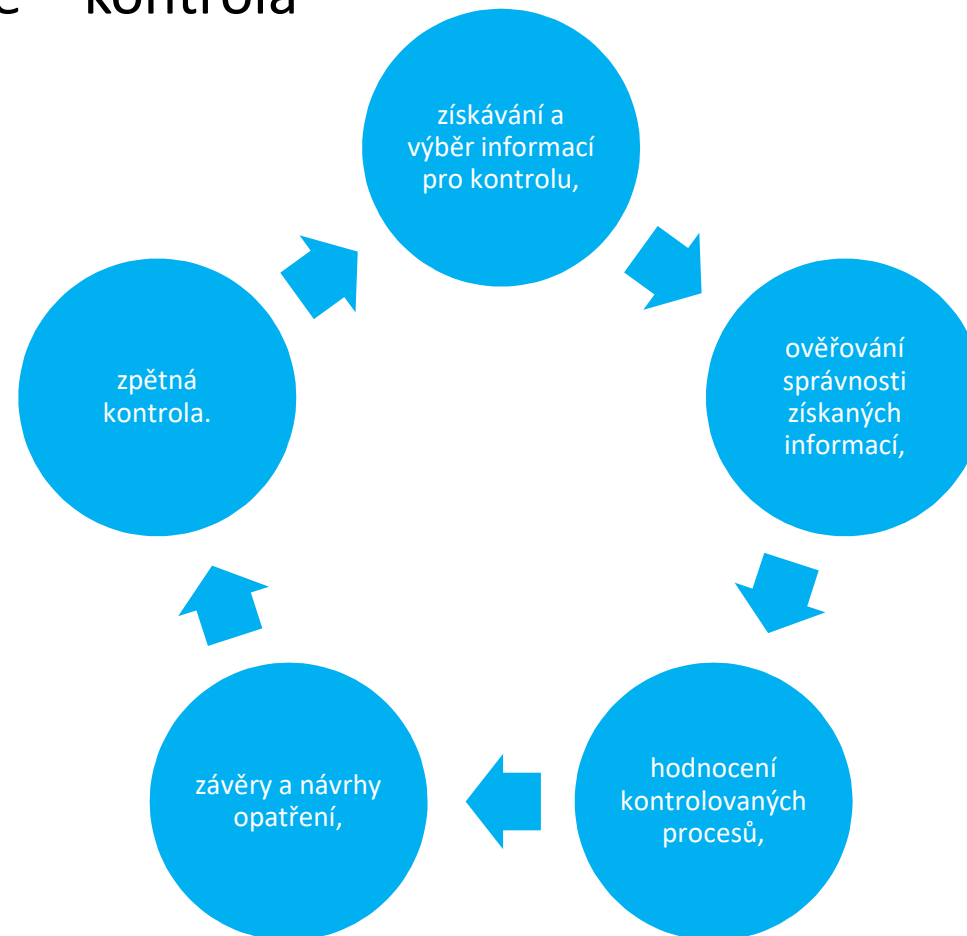 kontrola
získávání a
výběr informací
pro kontrolu,
ověřování
správnosti
získaných
informací,
hodnocení
kontrolovaných
procesů,
závěry a návrhy
opatření,
zpětná
kontrola.